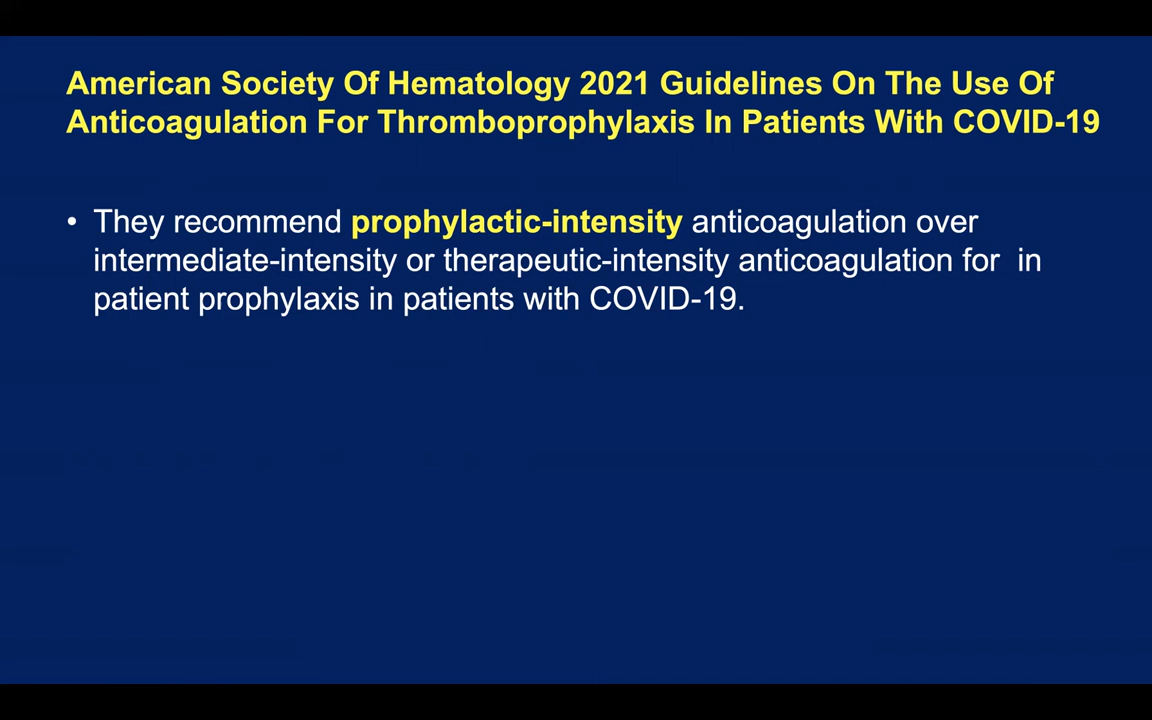 American Society Of Hematology 2021 Guidelines On The Use Of
Anticoagulation For Thromboprophylaxis In Patients With COVID-19
• They recommend prophylactic-intensity anticoagulation over
intermediate-intensity or therapeutic-intensity anticoagulation for in
patient prophylaxis in patients with COVID-19.